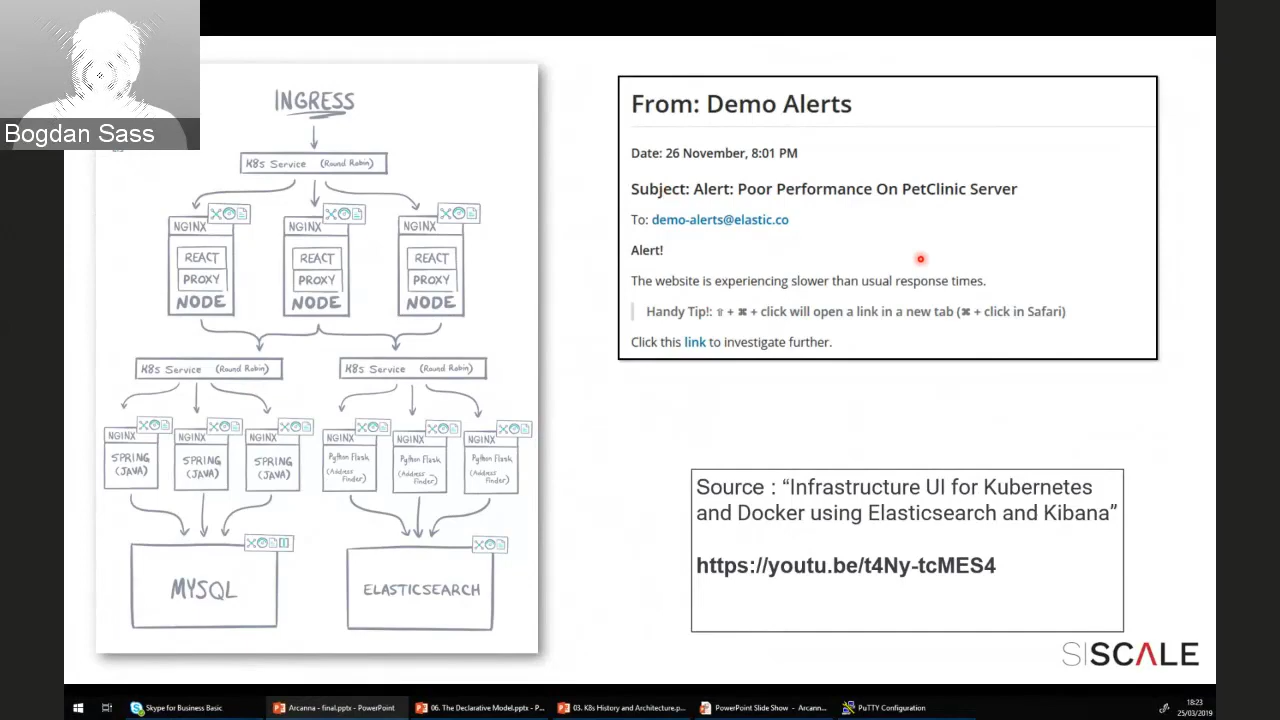 Bogdan Sass
INGRESS
K8s Service (Round Robin)
NGINX
REACT
PROXY
NODE
NGINX
REACT
PROXY
NODE
NGINX
REACT
PROXY
NODE
K8s Service (Round Robin)
K8s Service (Round Robin)
NGINX
SPRING
(JAVA)
NGINX
SPRING
(JAVA)
NGINX
SPRING
(JAVA)
NGINX
Python Flask
(Address
Finder)
NGINX
Python Flask
(Address
Finder)
NGINX
Python Flask
(Address
Finder)
MYSQL
ELASTICSEARCH
From: Demo Alerts
Date: 26 November, 8:01 PM
Subject: Alert: Poor Performance On PetClinic Server
To: demo-alerts@elastic.co
Alert!
The website is experiencing slower than usual response times.
Handy Tip!: ⇧ + ⌘ + click will open a link in a new tab (⌘ + click in Safari)
Click this link to investigate further.
Source : “Infrastructure UI for Kubernetes
and Docker using Elasticsearch and Kibana”
https://youtu.be/t4Ny-tcMES4
SISCALE
Skype for Business Basic
Arcanna - final.pptx - PowerPoint
06. The Declarative Model.pptx - P...
03. K8s History and Architecture.p...
PowerPoint Slide Show - Arcann...
PuTTY Configuration
18:23
25/03/2019